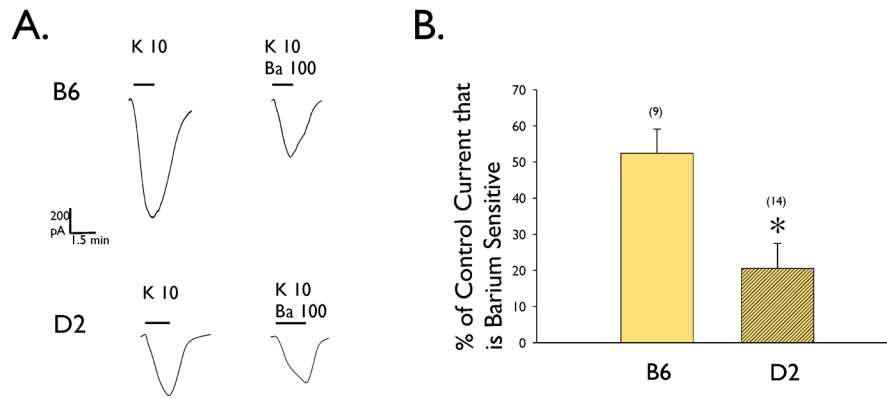 A.
K 10
K 10
Ba 100
B6
200
pA
1.5 min
K 10
K 10
Ba 100
D2
B.
% of Control Current that
is Barium Sensitive
70
60
50
40
30
20
10
0
(9)
(14)
*
B6
D2